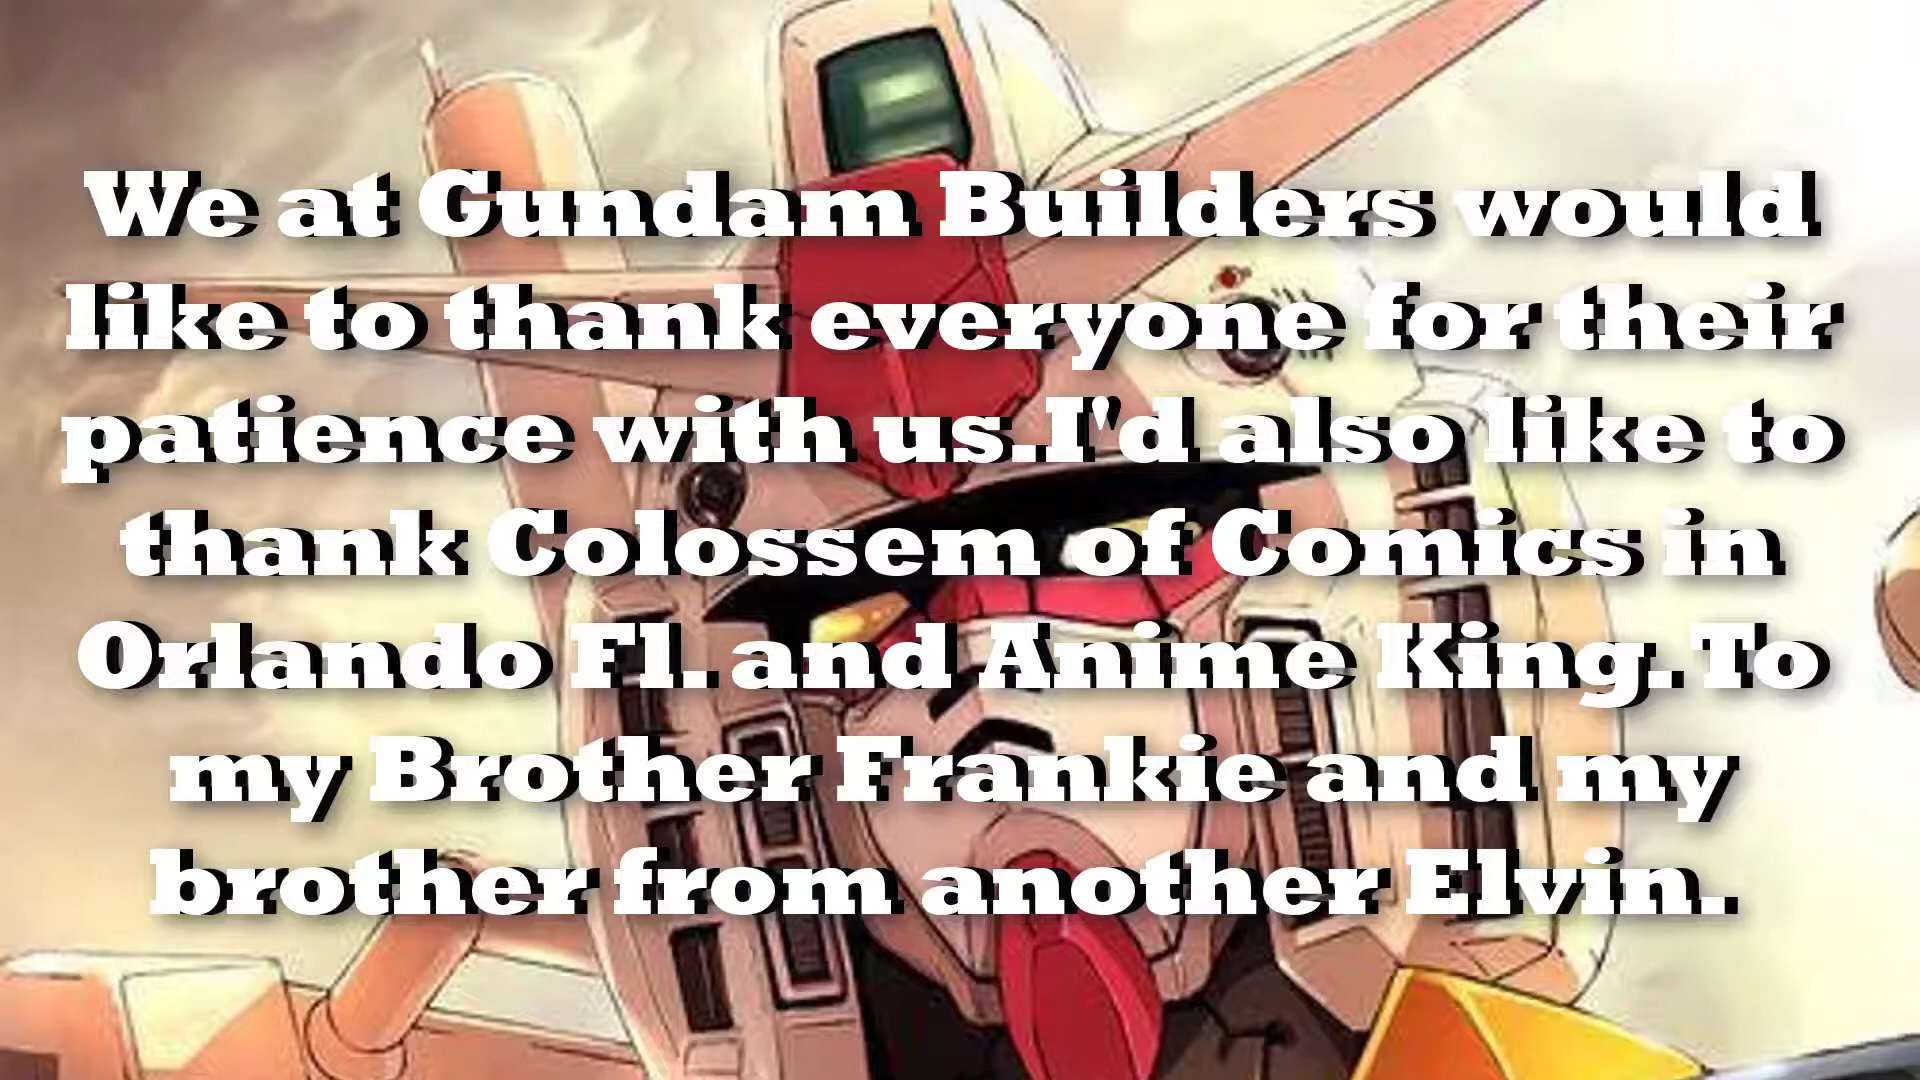 We at Gundam Builders would
like to thank everyone for their
patience with us.I'd also like to
thank Colossem of Comics in
Orlando Fl. and Anime King.To
my Brother Frankie and my
brother from another Elvin.